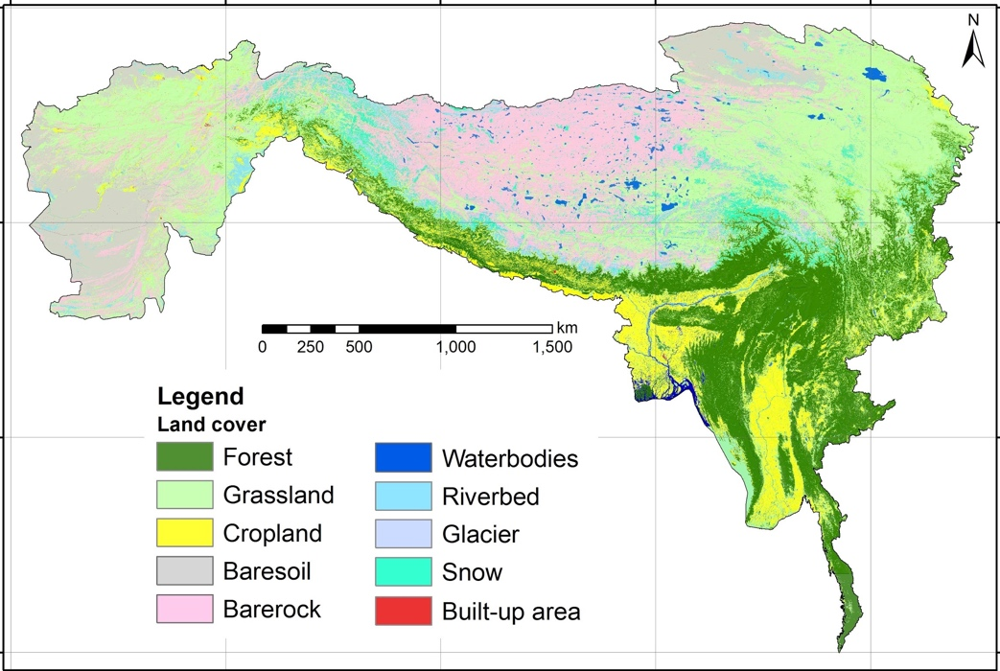 N
km
0 250 500 1,000 1,500
Legend
Land cover
Forest
Grassland
Cropland
Baresoil
Barerock
Waterbodies
Riverbed
Glacier
Snow
Built-up area